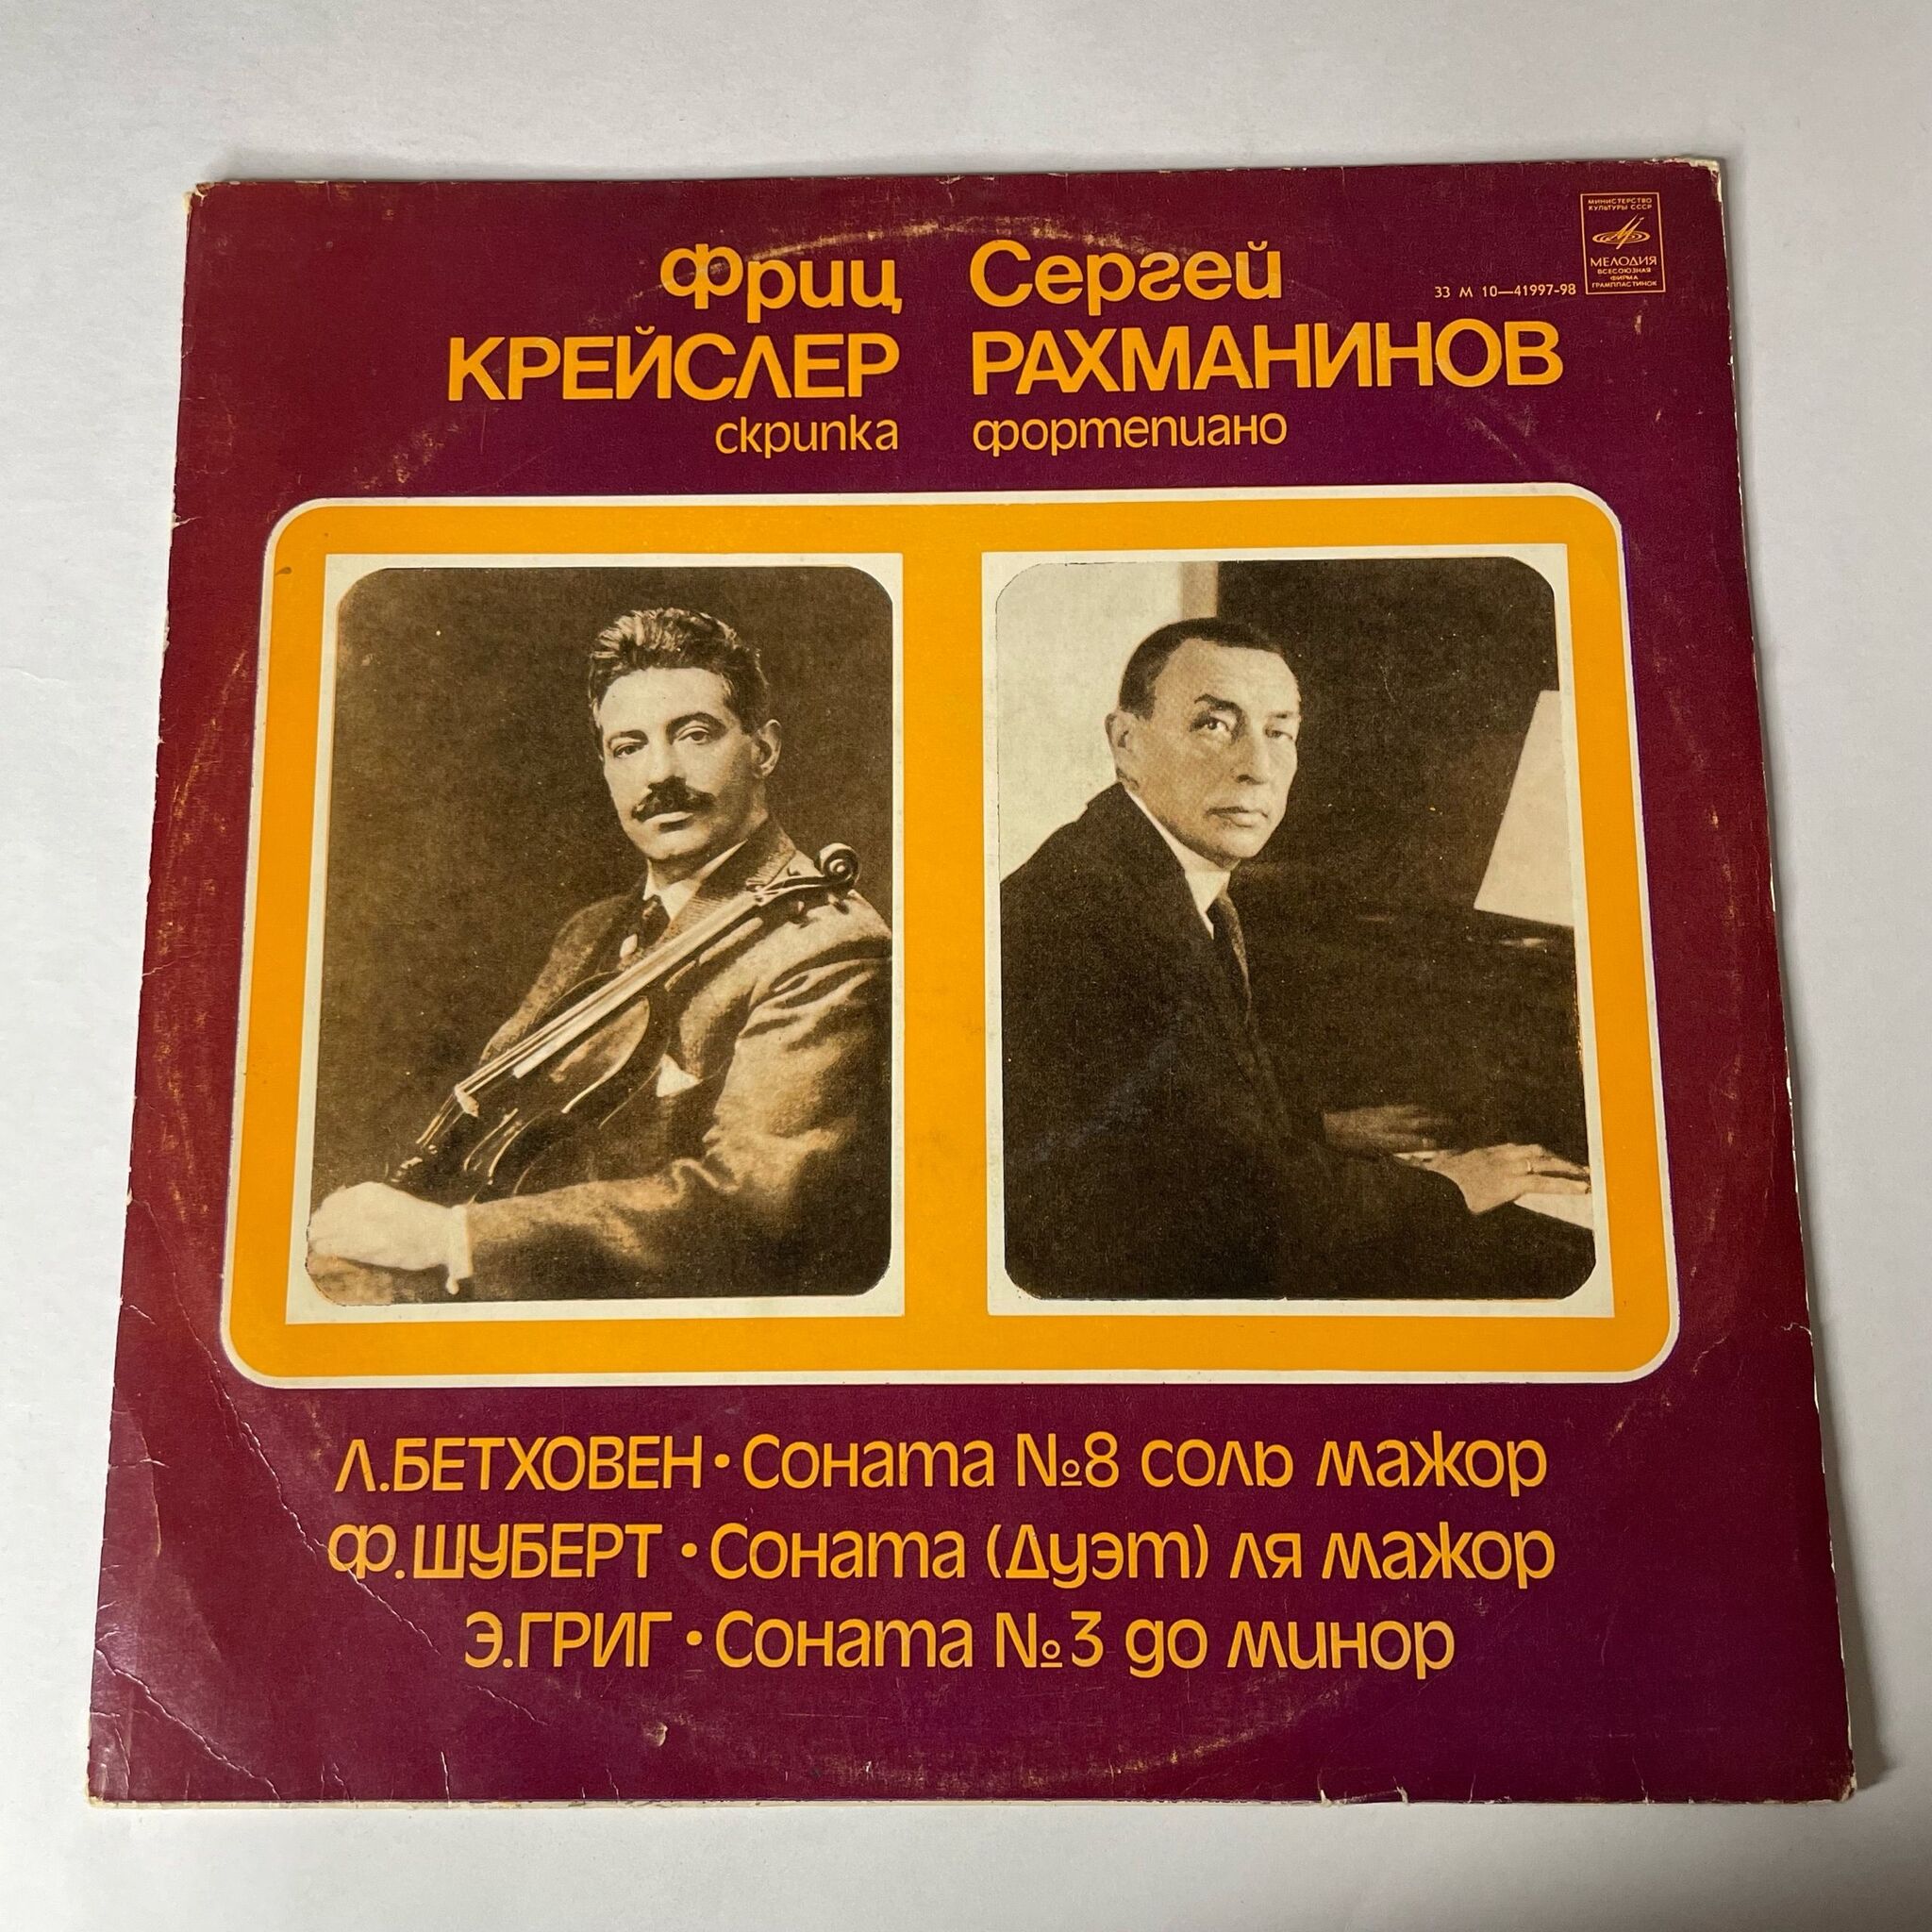 МИНИСТЕРСТВО
КУЛЬТУРЫ СССР
МЕЛОДИЯ
ВСЕСОЮЗНАЯ
ФИРМА
ГРАМПЛАСТИНОК
33 М 10—41997-98
Фриц
КРЕЙСЛЕР
скрипка
Сергей
РАХМАНИНОВ
фортепиано
Л.БЕТХОВЕН • Соната №8 соль мажор
Ф.ШУБЕРТ • Соната (Дуэт) ля мажор
Э.ГРИГ • Соната №3 до минор